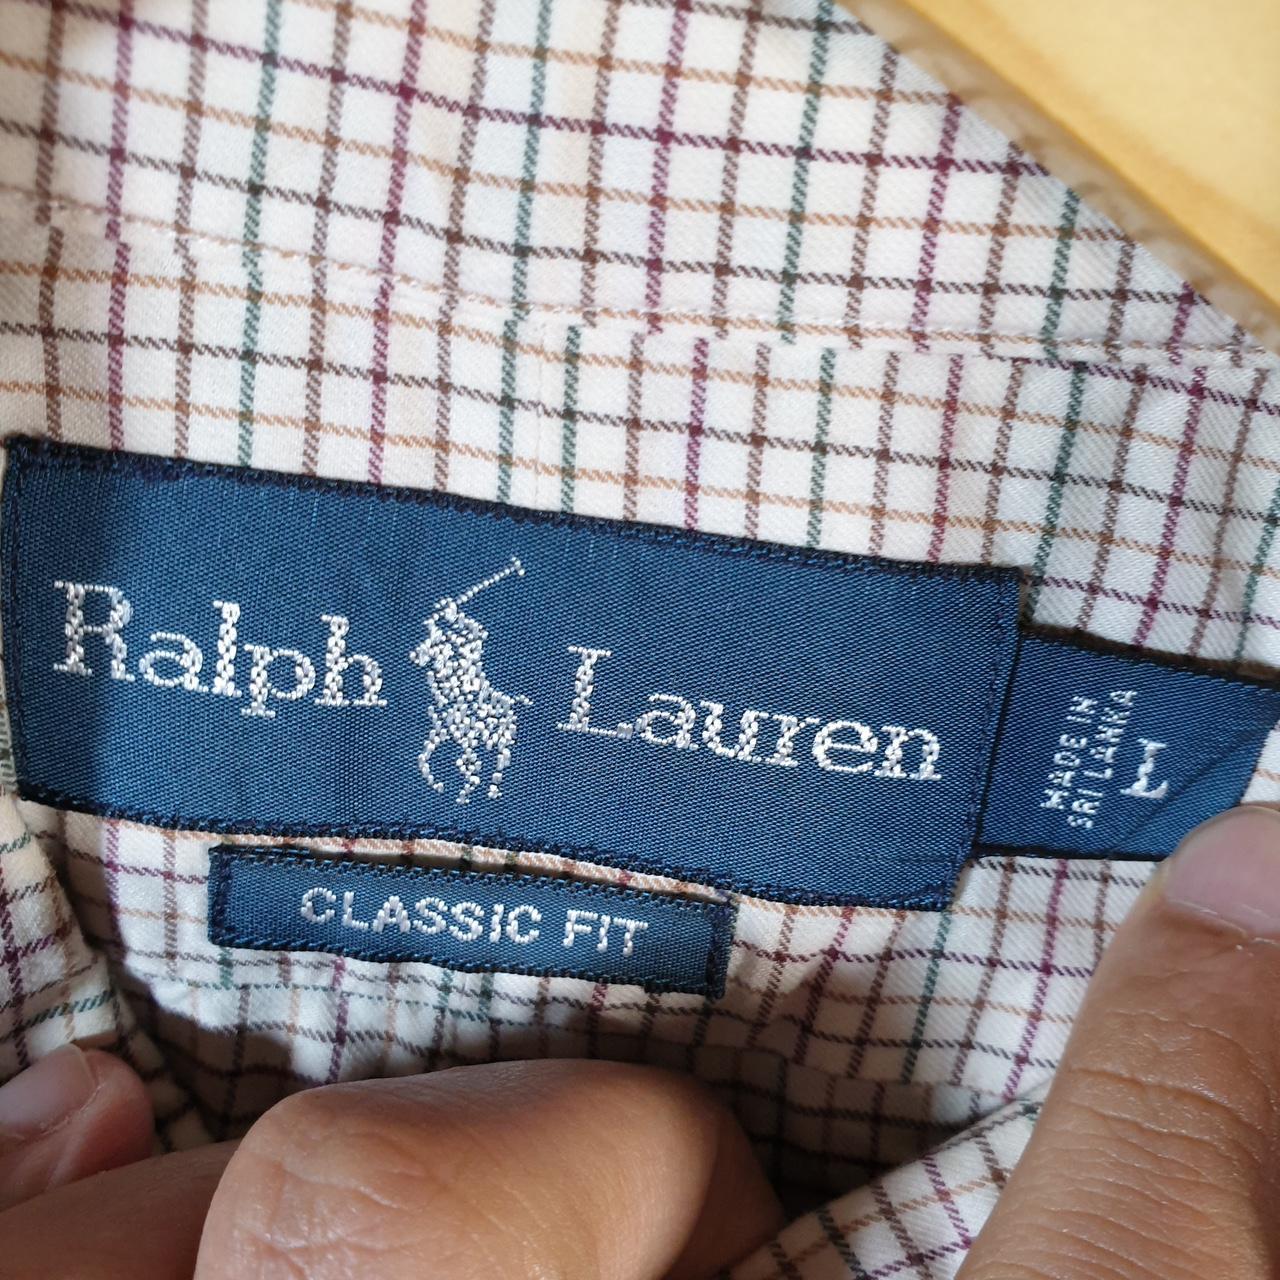 Ralph Lauren
MADE IN
SRI LANKA
L
CLASSIC FIT